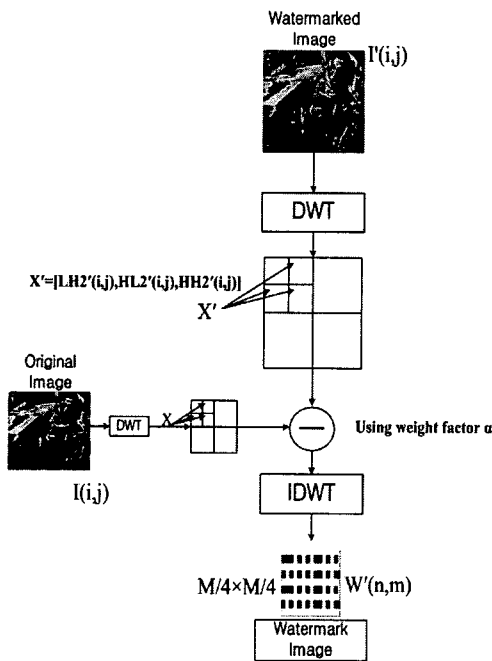 Watermarked
Image
I'(i,j)
DWT
X'=[LH2'(i,j),HL2'(i,j),HH2'(i,j)]
X'
Original
Image
DWT
X
I(i,j)
Using weight factor α
IDWT
M/4×M/4
W'(n,m)
Watermark
Image